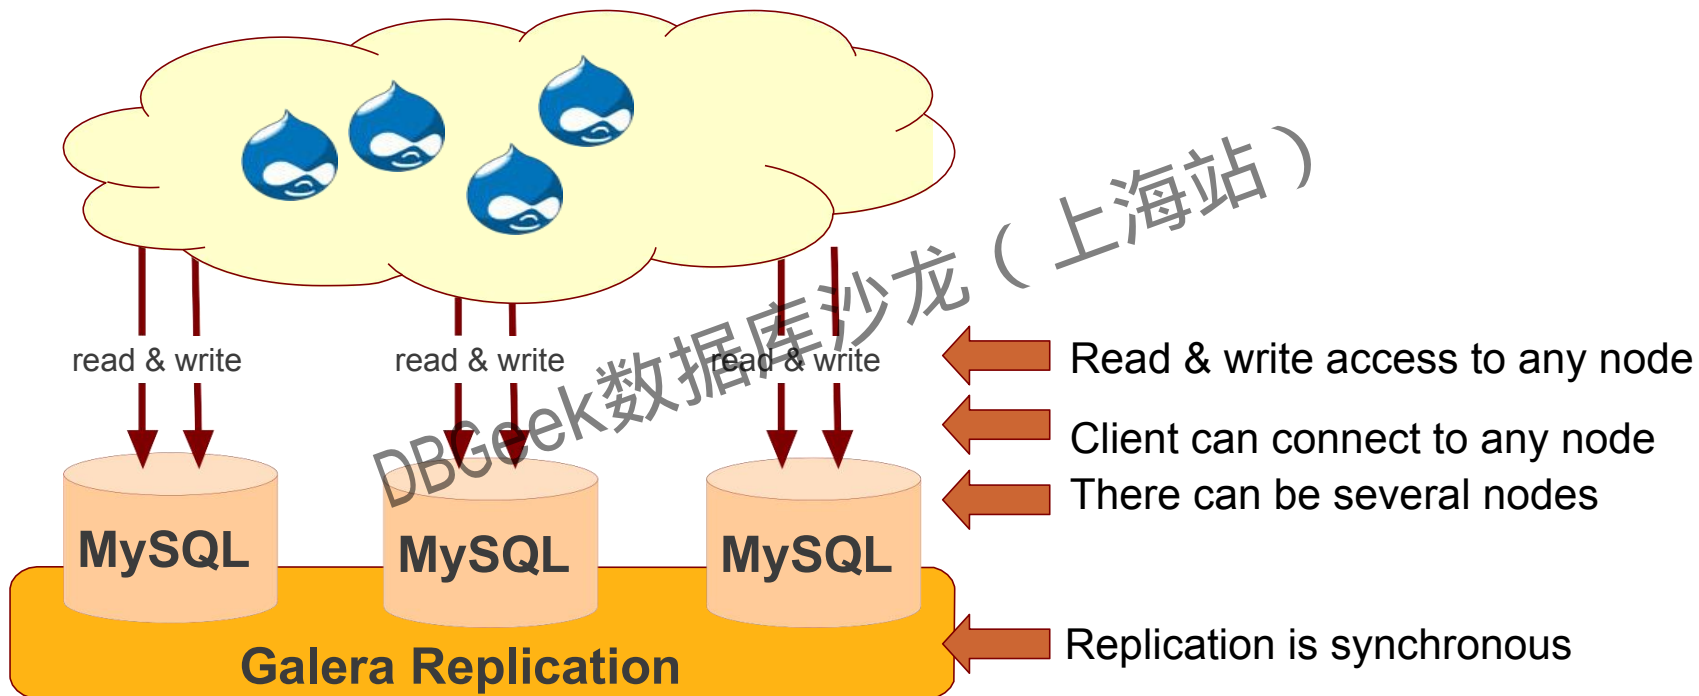 read & write
read & write
read & write
Read & write access to any node
Client can connect to any node
There can be several nodes
MySQL
MySQL
MySQL
Replication is synchronous
Galera Replication
DBGeek数据库沙龙（上海站）